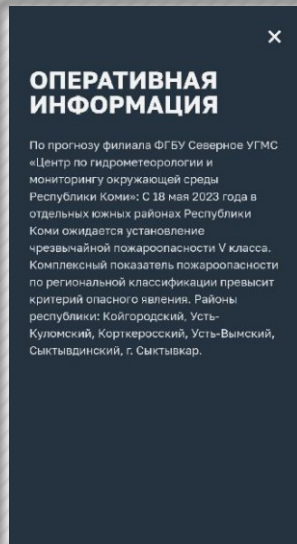 ОПЕРАТИВНАЯ
ИНФОРМАЦИЯ
По прогнозу филиала ФГБУ Северное УГМС
«Центр по гидрометеорологии и
мониторингу окружающей среды
Республики Коми»: С 18 мая 2023 года в
отдельных южных районах Республики
Коми ожидается установление
чрезвычайной пожароопасности V класса.
Комплексный показатель пожароопасности
по региональной классификации превысит
критерий опасного явления. Районы
республики: Койгородский, Усть-
Куломский, Корткеросский, Усть-Вымский,
Сыктывдинский, г. Сыктывкар.